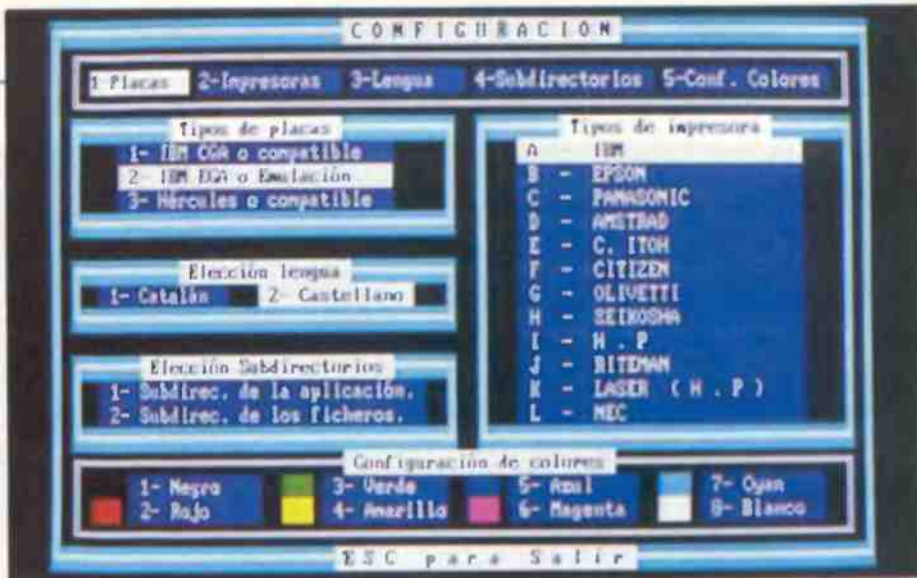 CONFIGURACION
1 Placas 2-Impresoras 3-Lengua 4-Subdirectorios 5-Conf. Colores
Tipos de placas
1- IBM CGA o compatible
2- IBM EGA o Emulación
3- Hércules o compatible
Elección lengua
1- Catalán 2- Castellano
Elección Subdirectorios
1- Subdirec. de la aplicación.
2- Subdirec. de los ficheros.
Tipos de impresora
A - IBM
B - EPSON
C - PANASONIC
D - AMSTRAD
E - C. ITOH
F - CITIZEN
G - OLIVETTI
H - SEIKOSHA
I - H . P
J - RITEMAN
K - LASER ( H . P )
L - NEC
Configuración de colores
1- Negro 3- Verde 5- Azul 7- Cyan
2- Rojo 4- Amarillo 6- Magenta 8- Blanco
ESC para Salir